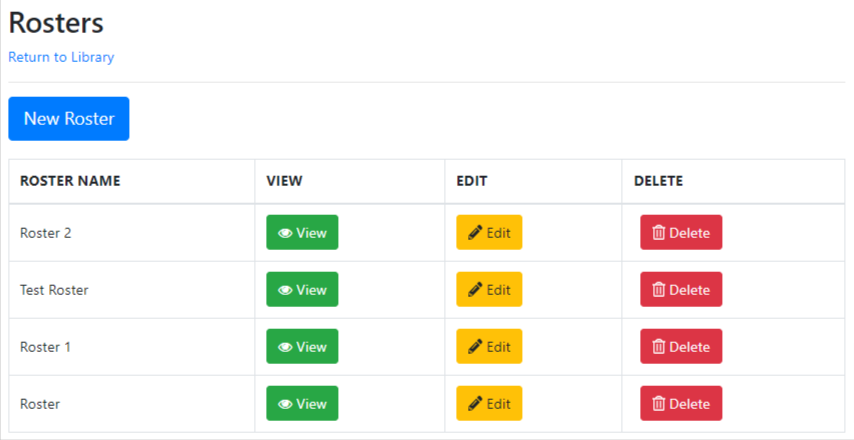 Rosters
Return to Library
New Roster
ROSTER NAME VIEW EDIT DELETE
Roster 2 View Edit Delete
Test Roster View Edit Delete
Roster 1 View Edit Delete
Roster View Edit Delete